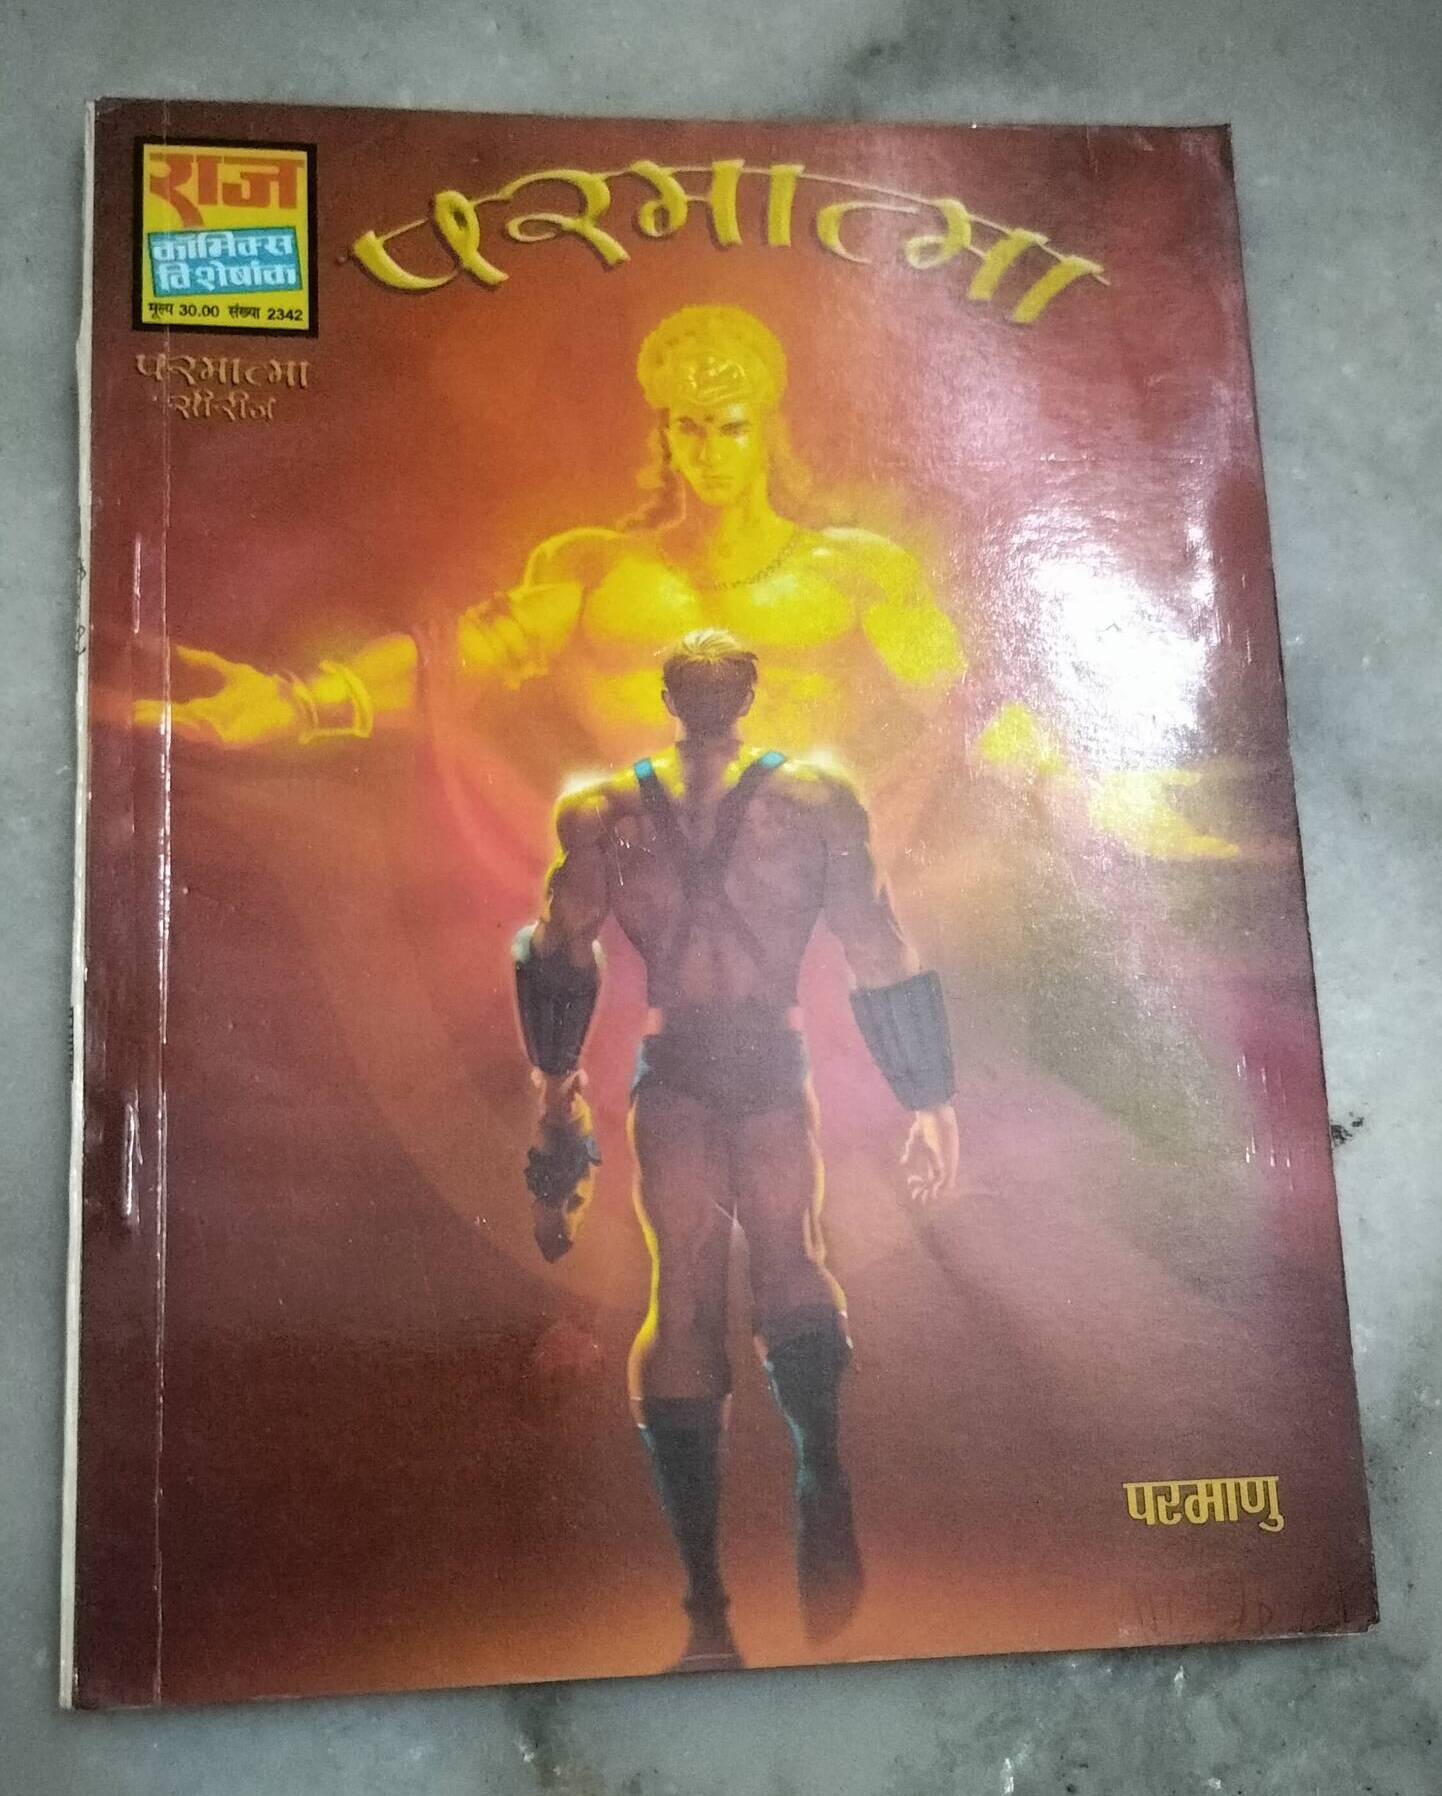 राज
कॉमिक्स
विशेषांक
मूल्य 30.00 संख्या 2342
परमात्मा
परमात्मा
सीरीज
परमाणु